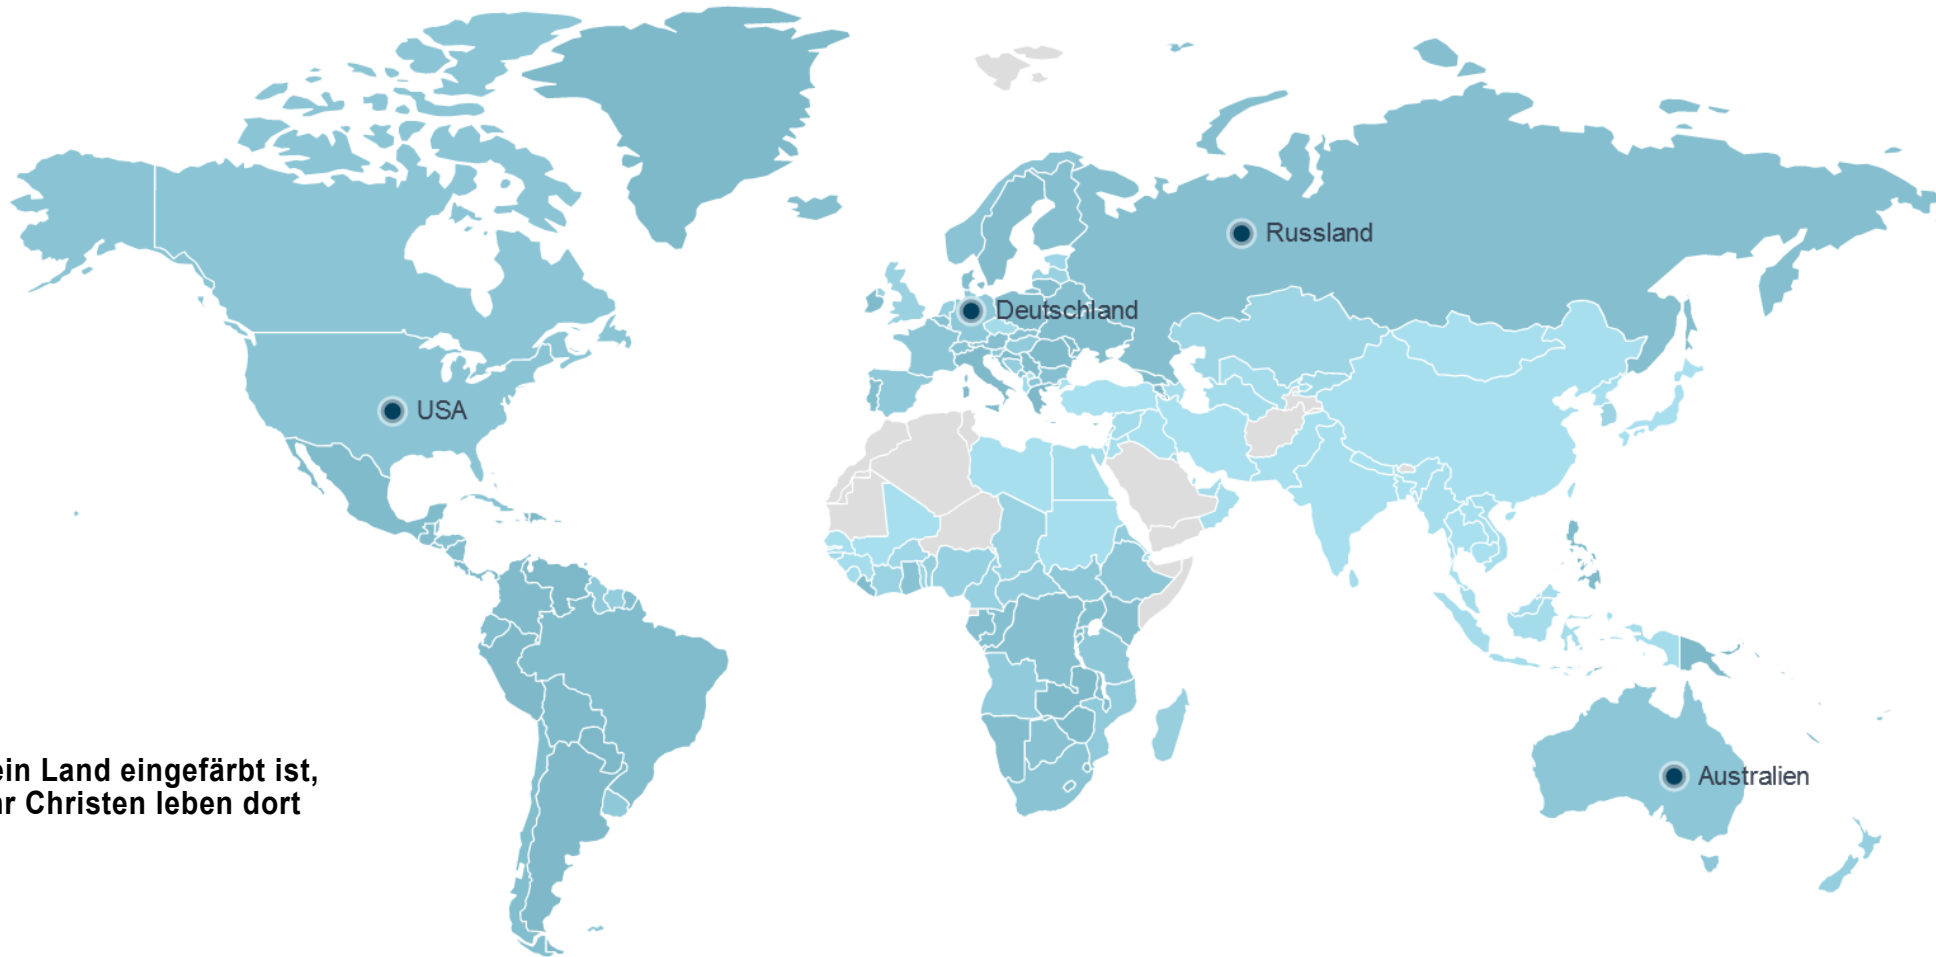 Russland
Deutschland
USA
ein Land eingefärbt ist,
Christen leben dort
Australien